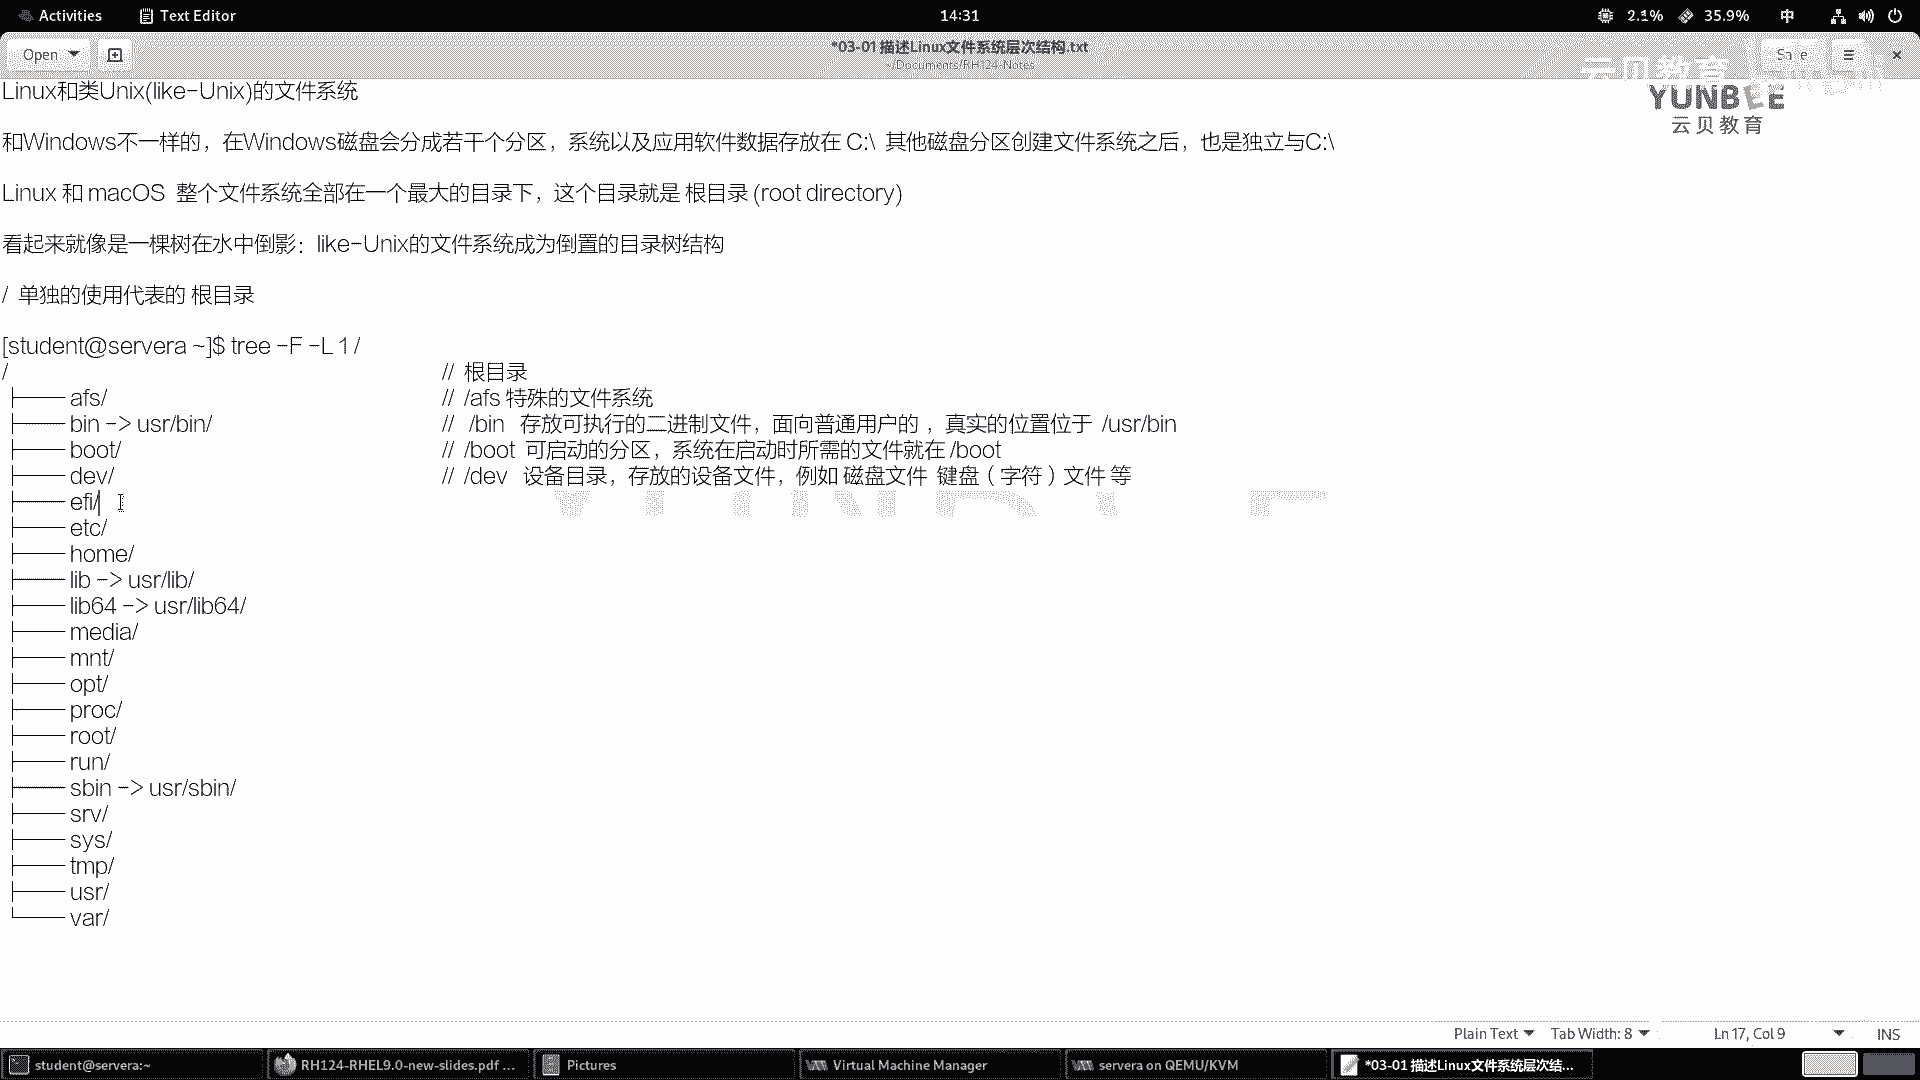 Activities Text Editor 14:31 2.1% 35.9% 中
Open *03-01 描述Linux文件系统层次结构.txt Save
~/Documents/RH124-Notes
云贝教育
YUNBEE
云贝教育
Linux和类Unix(like-Unix)的文件系统
和Windows不一样的，在Windows磁盘会分成若干个分区，系统以及应用软件数据存放在 C:\ 其他磁盘分区创建文件系统之后，也是独立与C:\
Linux 和 macOS 整个文件系统全部在一个最大的目录下，这个目录就是 根目录 (root directory)
看起来就像是一棵树在水中倒影：like-Unix的文件系统成为倒置的目录树结构
/ 单独的使用代表的 根目录
[student@servera ~]$ tree -F -L 1 /
/ // 根目录
├── afs/ // /afs 特殊的文件系统
├── bin -> usr/bin/ // /bin 存放可执行的二进制文件，面向普通用户的 ，真实的位置位于 /usr/bin
├── boot/ // /boot 可启动的分区，系统在启动时所需的文件就在 /boot
├── dev/ // /dev 设备目录，存放的设备文件，例如 磁盘文件 键盘（字符）文件 等
├── efi/
├── etc/
├── home/
├── lib -> usr/lib/
├── lib64 -> usr/lib64/
├── media/
├── mnt/
├── opt/
├── proc/
├── root/
├── run/
├── sbin -> usr/sbin/
├── srv/
├── sys/
├── tmp/
├── usr/
└── var/
Plain Text Tab Width: 8 Ln 17, Col 9 INS
student@servera:~ RH124-RHEL9.0-new-slides.pdf ... Pictures Virtual Machine Manager servera on QEMU/KVM *03-01 描述Linux文件系统层次结...